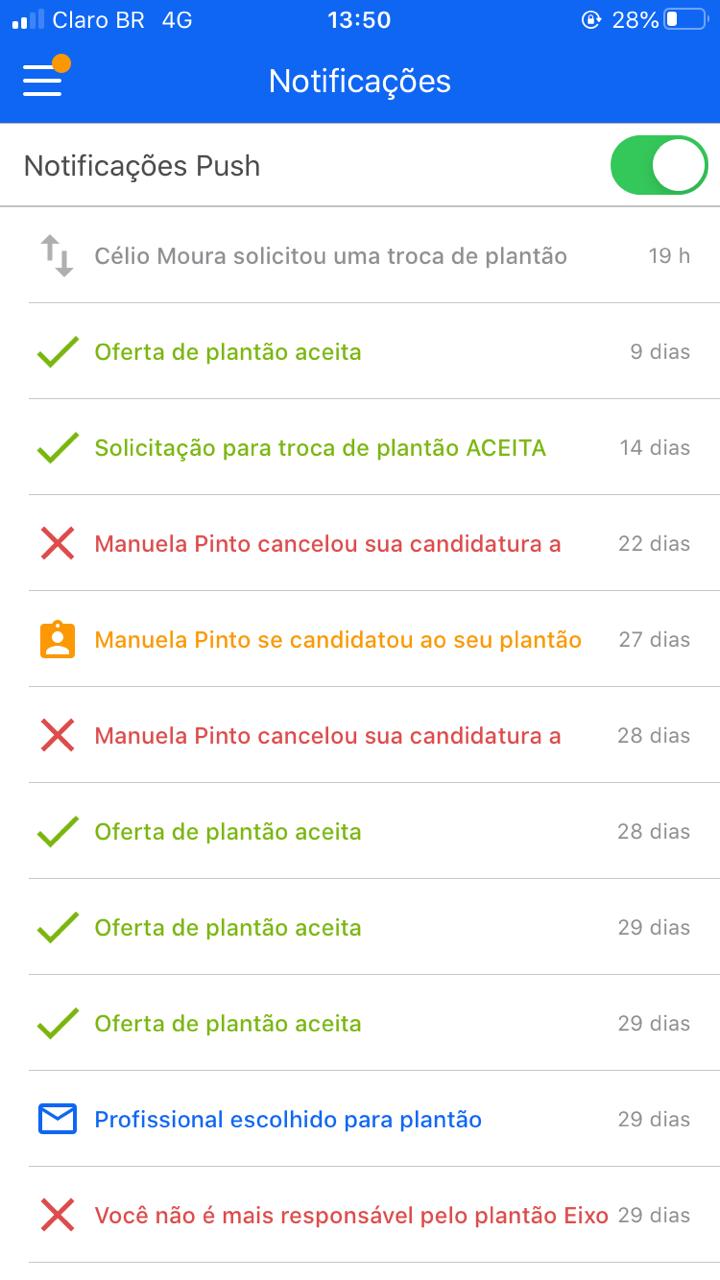 Claro BR 4G 13:50 28%
Notificações
Notificações Push
Célio Moura solicitou uma troca de plantão 19 h
Oferta de plantão aceita 9 dias
Solicitação para troca de plantão ACEITA 14 dias
Manuela Pinto cancelou sua candidatura a 22 dias
Manuela Pinto se candidatou ao seu plantão 27 dias
Manuela Pinto cancelou sua candidatura a 28 dias
Oferta de plantão aceita 28 dias
Oferta de plantão aceita 29 dias
Oferta de plantão aceita 29 dias
Profissional escolhido para plantão 29 dias
Você não é mais responsável pelo plantão Eixo 29 dias